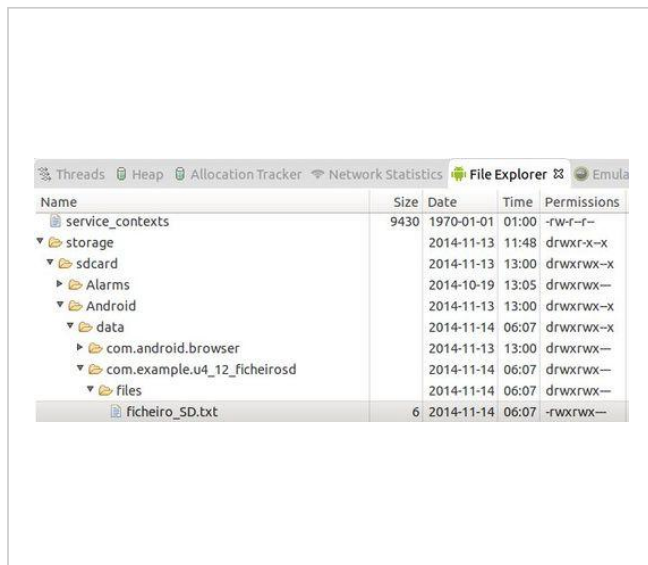 Threads Heap Allocation Tracker Network Statistics File Explorer Emula
Name Size Date Time Permissions
service_contexts 9430 1970-01-01 01:00 -rw-r--r--
storage 2014-11-13 11:48 drwxr-x--x
sdcard 2014-11-13 13:00 drwxrwx--x
Alarms 2014-10-19 13:05 drwxrwx---
Android 2014-11-13 13:00 drwxrwx--x
data 2014-11-14 06:07 drwxrwx--x
com.android.browser 2014-11-13 13:00 drwxrwx---
com.example.u4_12_ficheirosd 2014-11-14 06:07 drwxrwx---
files 2014-11-14 06:07 drwxrwx---
ficheiro_SD.txt 6 2014-11-14 06:07 -rwxrwx---